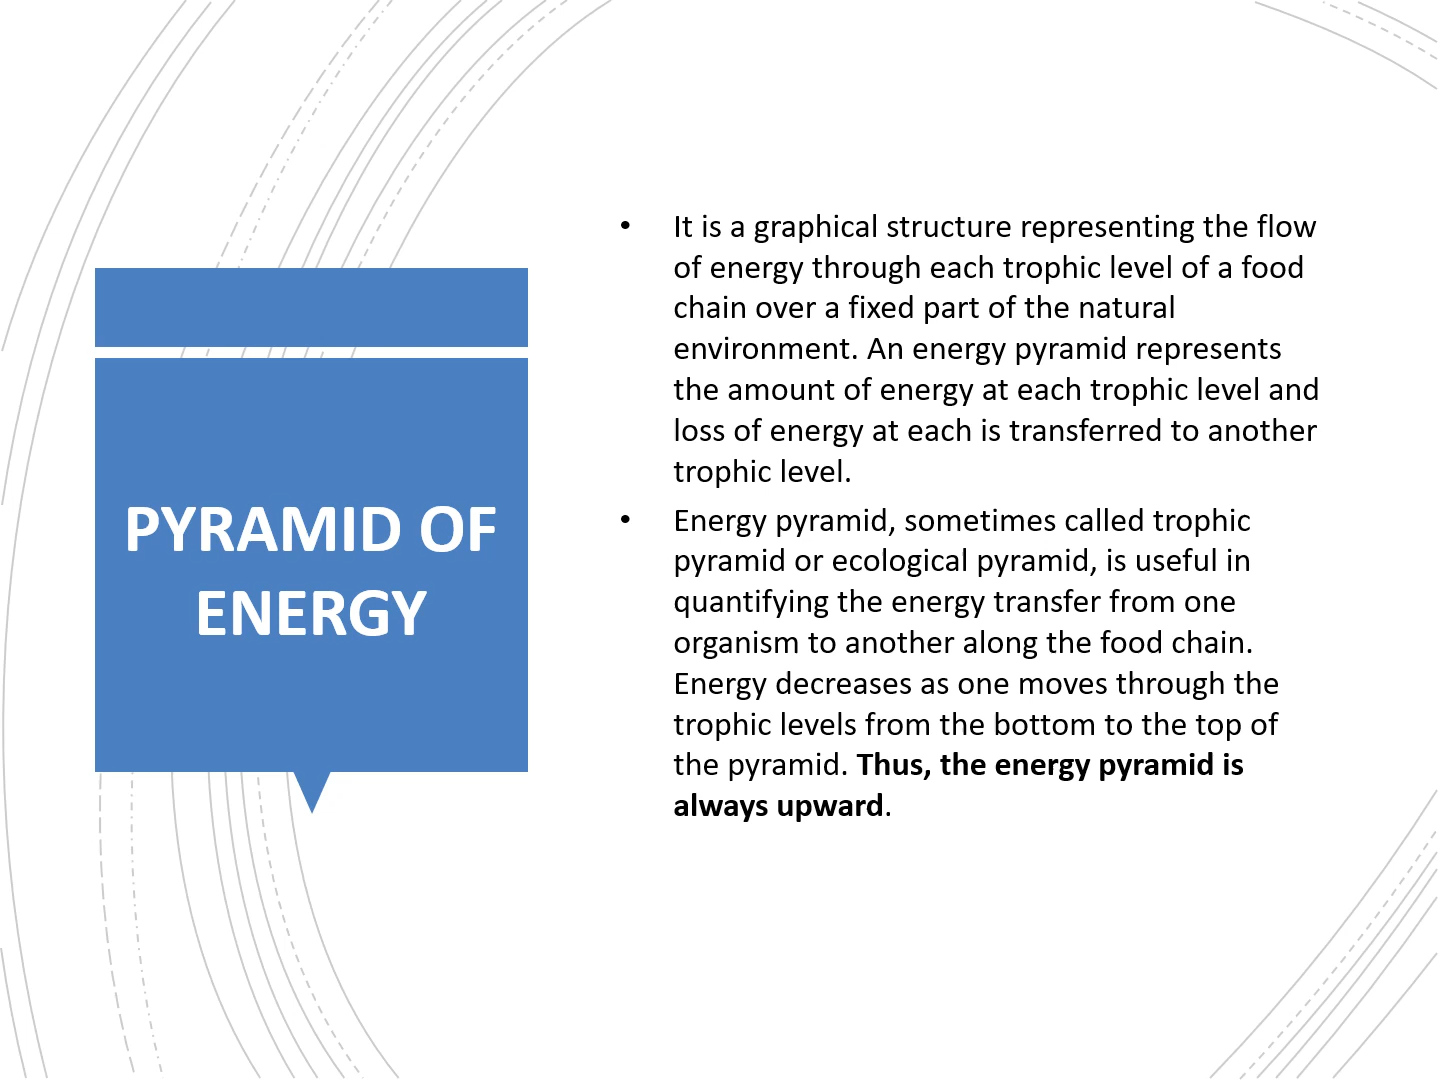 PYRAMID OF
ENERGY
• It is a graphical structure representing the flow
of energy through each trophic level of a food
chain over a fixed part of the natural
environment. An energy pyramid represents
the amount of energy at each trophic level and
loss of energy at each is transferred to another
trophic level.
• Energy pyramid, sometimes called trophic
pyramid or ecological pyramid, is useful in
quantifying the energy transfer from one
organism to another along the food chain.
Energy decreases as one moves through the
trophic levels from the bottom to the top of
the pyramid. Thus, the energy pyramid is
always upward.